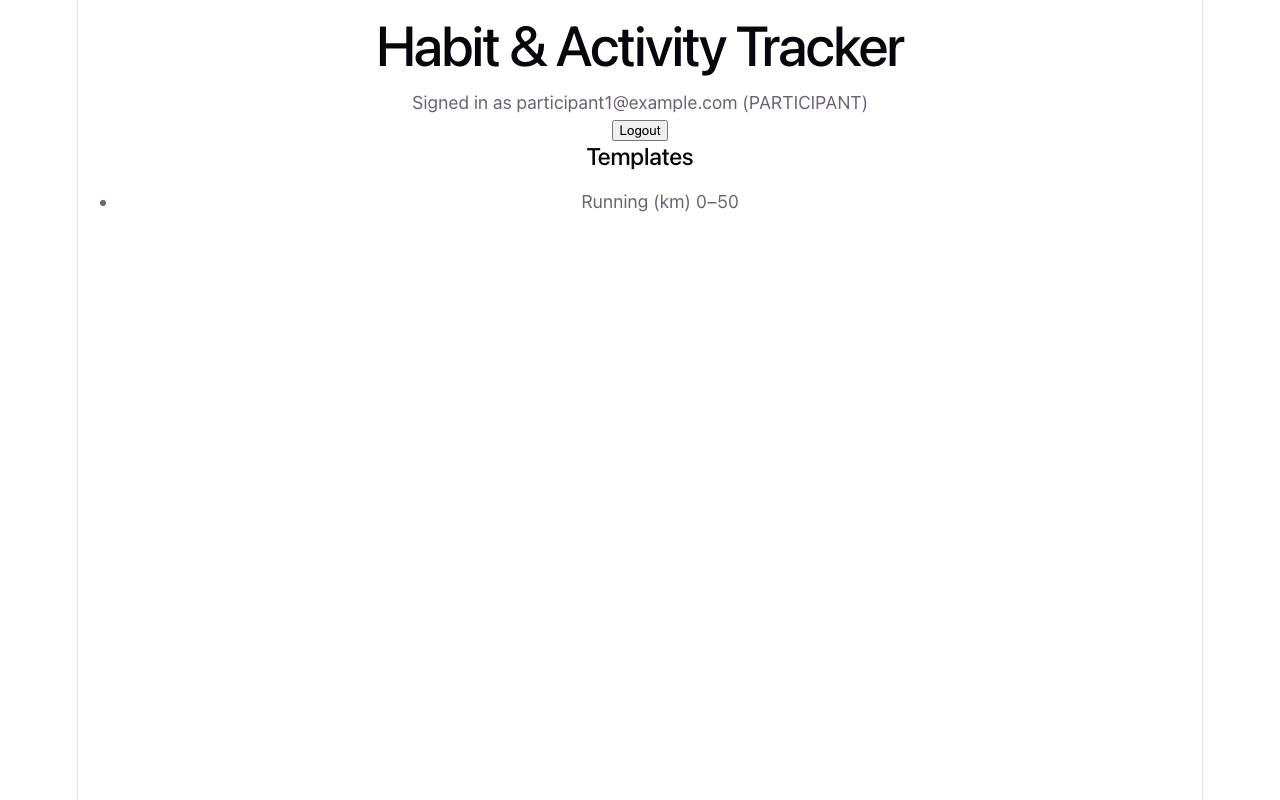 Habit & Activity Tracker
Signed in as participant1@example.com (PARTICIPANT)
Logout
Templates
Running (km) 0–50